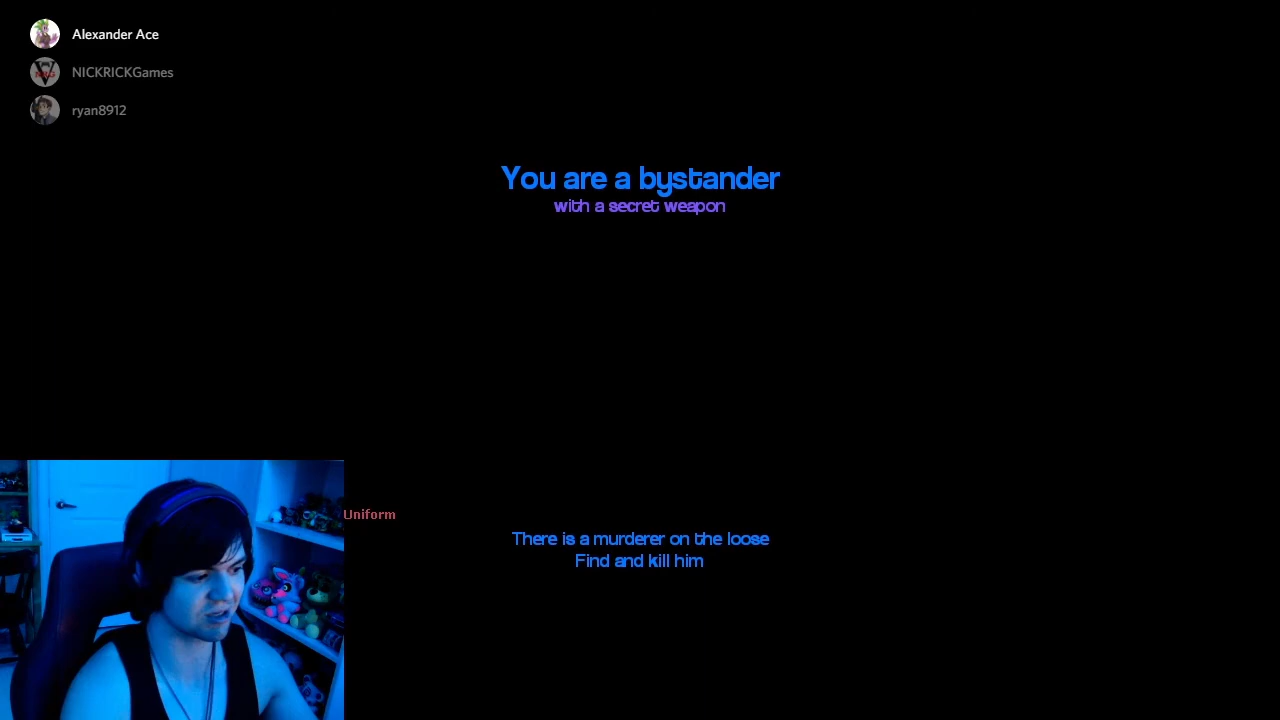 Alexander Ace
NICKRICKGames
ryan8912
You are a bystander
with a secret weapon
Uniform
There is a murderer on the loose
Find and kill him